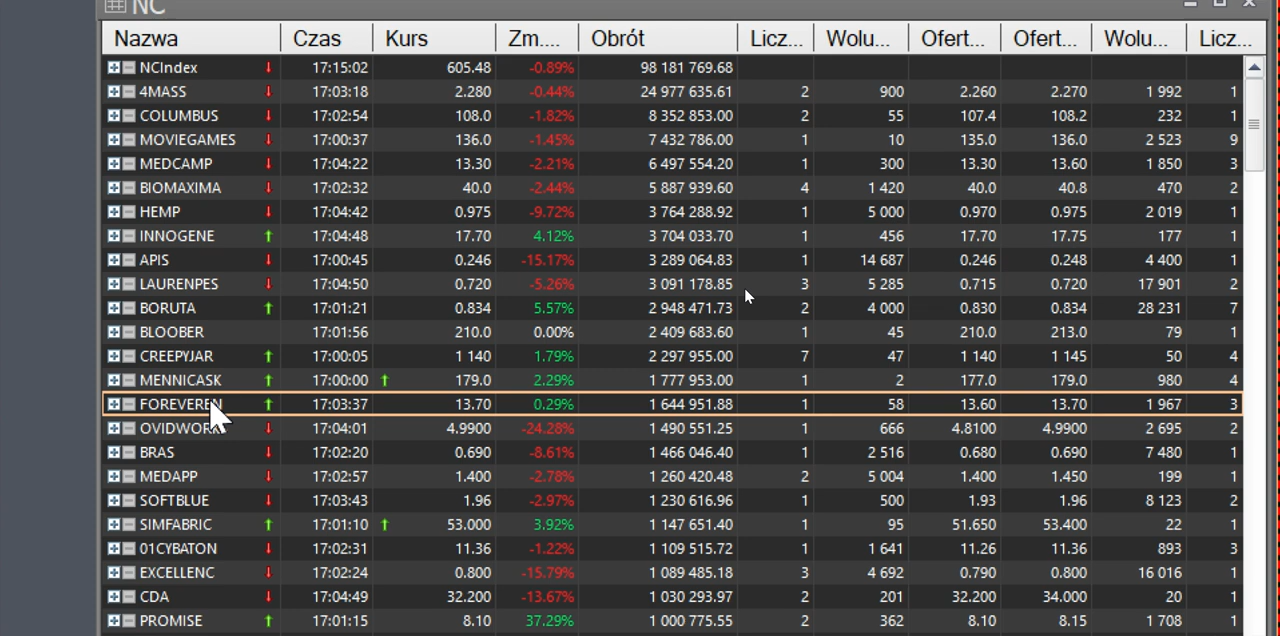 NC
Nazwa Czas Kurs Zm.... Obrót Licz... Wolu... Ofert... Ofert... Wolu... Licz...
NCIndex 17:15:02 605.48 -0.89% 98 181 769.68
4MASS 17:03:18 2.280 -0.44% 24 977 635.61 2 900 2.260 2.270 1 992 1
COLUMBUS 17:02:54 108.0 -1.82% 8 352 853.00 2 55 107.4 108.2 232 1
MOVIEGAMES 17:00:37 136.0 -1.45% 7 432 786.00 1 10 135.0 136.0 2 523 9
MEDCAMP 17:04:22 13.30 -2.21% 6 497 554.20 1 300 13.30 13.60 1 850 3
BIOMAXIMA 17:02:32 40.0 -2.44% 5 887 939.60 4 1 420 40.0 40.8 470 2
HEMP 17:04:42 0.975 -9.72% 3 764 288.92 1 5 000 0.970 0.975 2 019 1
INNOGENE 17:04:48 17.70 4.12% 3 704 033.70 1 456 17.70 17.75 177 1
APIS 17:00:45 0.246 -15.17% 3 289 064.83 1 14 687 0.246 0.248 4 400 1
LAURENPES 17:04:50 0.720 -5.26% 3 091 178.85 3 5 285 0.715 0.720 17 901 2
BORUTA 17:01:21 0.834 5.57% 2 948 471.73 2 4 000 0.830 0.834 28 231 7
BLOOBER 17:01:56 210.0 0.00% 2 409 683.60 1 45 210.0 213.0 79 1
CREEPYJAR 17:00:05 1 140 1.79% 2 297 955.00 7 47 1 140 1 145 50 4
MENNICASK 17:00:00 179.0 2.29% 1 777 953.00 1 2 177.0 179.0 980 4
FOREVEREN 17:03:37 13.70 0.29% 1 644 951.88 1 58 13.60 13.70 1 967 3
17:04:01 4.9900 -24.28% 1 490 551.25 1 666 4.8100 4.9900 2 695 2
BRAS 17:02:20 0.690 -8.61% 1 466 046.40 1 2 516 0.680 0.690 7 480 1
MEDAPP 17:02:57 1.400 -2.78% 1 260 420.48 2 5 004 1.400 1.450 199 1
SOFTBLUE 17:03:43 1.96 -2.97% 1 230 616.96 1 500 1.93 1.96 8 123 2
SIMFABRIC 17:01:10 53.000 3.92% 1 147 651.40 1 95 51.650 53.400 22 1
01CYBATON 17:02:31 11.36 -1.22% 1 109 515.72 1 1 641 11.26 11.36 893 3
EXCELLENC 17:02:24 0.800 -15.79% 1 089 485.18 3 4 692 0.790 0.800 16 016 1
CDA 17:04:49 32.200 -13.67% 1 030 293.97 2 201 32.200 34.000 20 1
PROMISE 17:01:15 8.10 37.29% 1 000 775.55 2 362 8.10 8.15 1 708 1